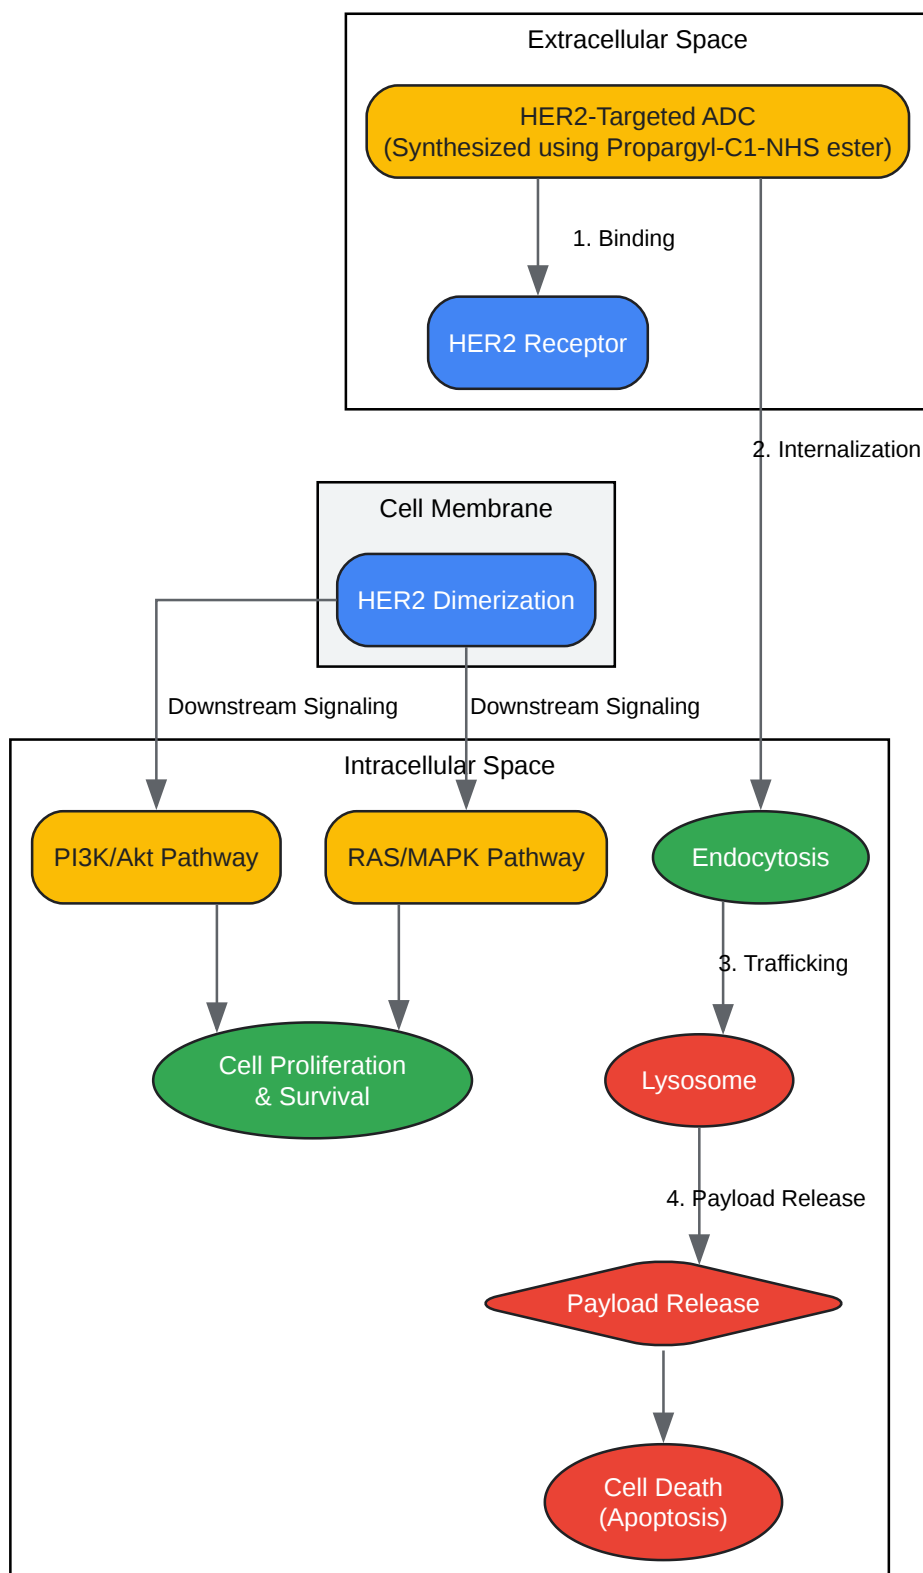 Extracellular Space
HER2-Targeted ADC
(Synthesized using Propargyl-C1-NHS ester)
1. Binding
HER2 Receptor
2. Internalization
Cell Membrane
HER2 Dimerization
Downstream Signaling
Downstream Signaling
Intracellular Space
PI3K/Akt Pathway
RAS/MAPK Pathway
Endocytosis
3. Trafficking
Cell Proliferation
& Survival
Lysosome
4. Payload Release
Payload Release
Cell Death
(Apoptosis)